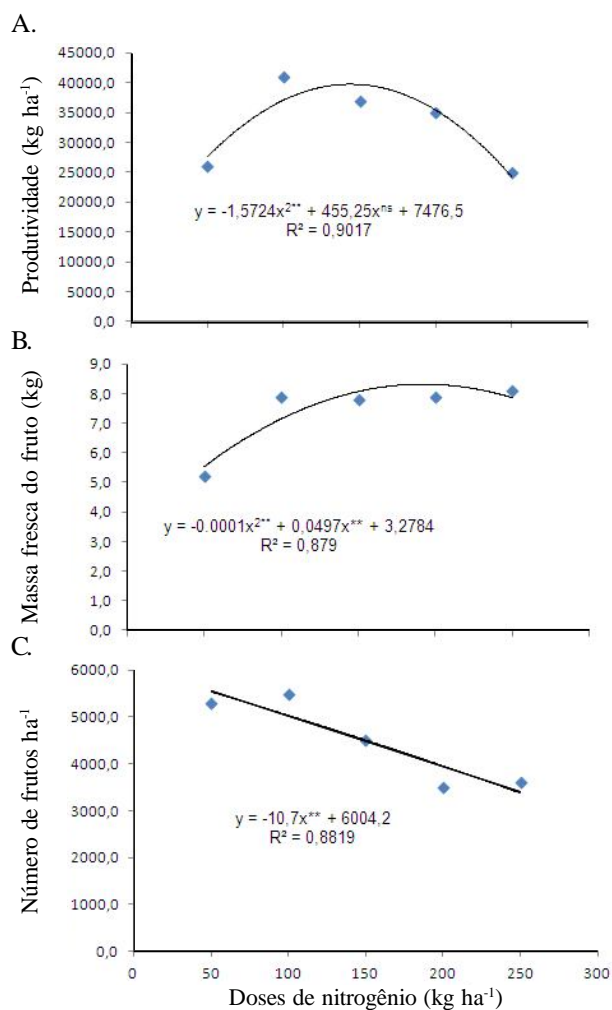 A.
Produtividade (kg ha⁻¹)
45000,0
40000,0
35000,0
30000,0
25000,0
20000,0
15000,0
10000,0
5000,0
0,0
y = -1,5724x²** + 455,25xⁿˢ + 7476,5
R² = 0,9017
B.
Massa fresca do fruto (kg)
9,0
8,0
7,0
6,0
5,0
4,0
3,0
2,0
1,0
0,0
y = -0.0001x²** + 0,0497x** + 3,2784
R² = 0,879
C.
Número de frutos ha⁻¹
6000,0
5000,0
4000,0
3000,0
2000,0
1000,0
0,0
y = -10,7x** + 6004,2
R² = 0,8819
0 50 100 150 200 250 300
Doses de nitrogênio (kg ha⁻¹)